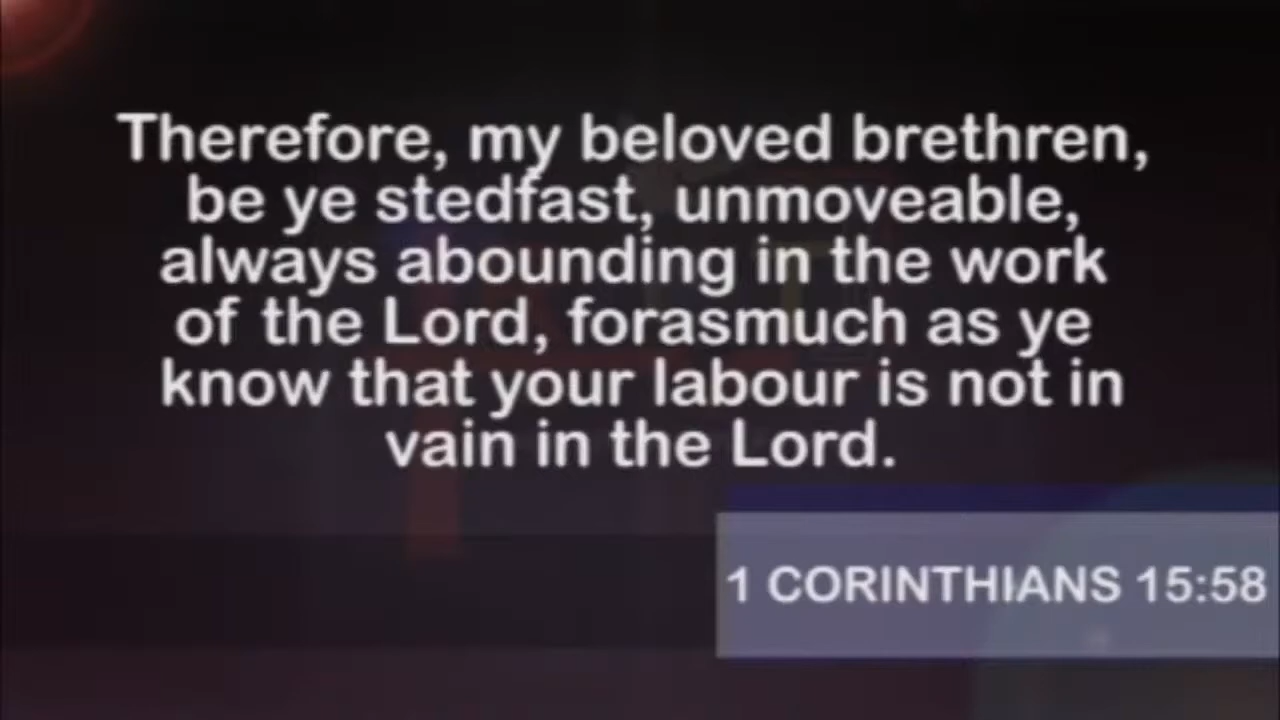 Therefore, my beloved brethren,
be ye stedfast, unmoveable,
always abounding in the work
of the Lord, forasmuch as ye
know that your labour is not in
vain in the Lord.
1 CORINTHIANS 15:58